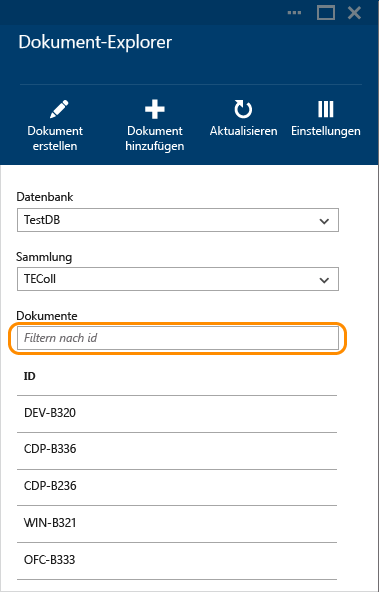 Dokument-Explorer
Dokument erstellen
Dokument hinzufügen
Aktualisieren
Einstellungen
Datenbank
TestDB
Sammlung
TEColl
Dokumente
Filtern nach id
ID
DEV-B320
CDP-B336
CDP-B236
WIN-B321
OFC-B333